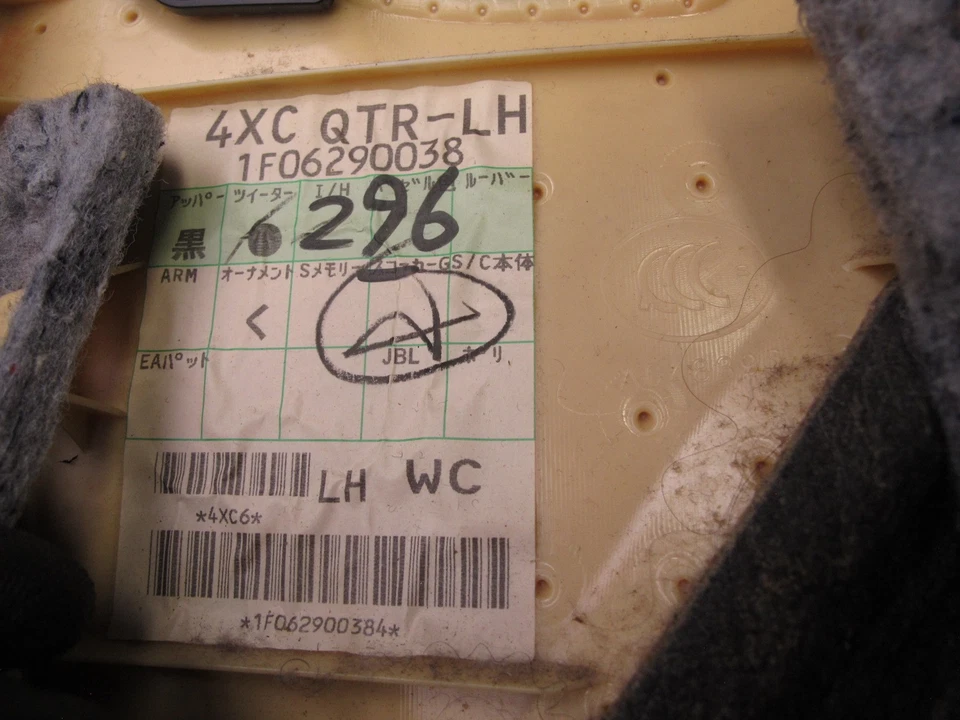 4XC QTR-LH
1F06290038
アッパー ツイーター I/H ルーバー
黒 296
ARM オーナメント Sメモリー GS/C本体
<
EAパット JBL
LH WC
*4XC6*
*1F062900384*